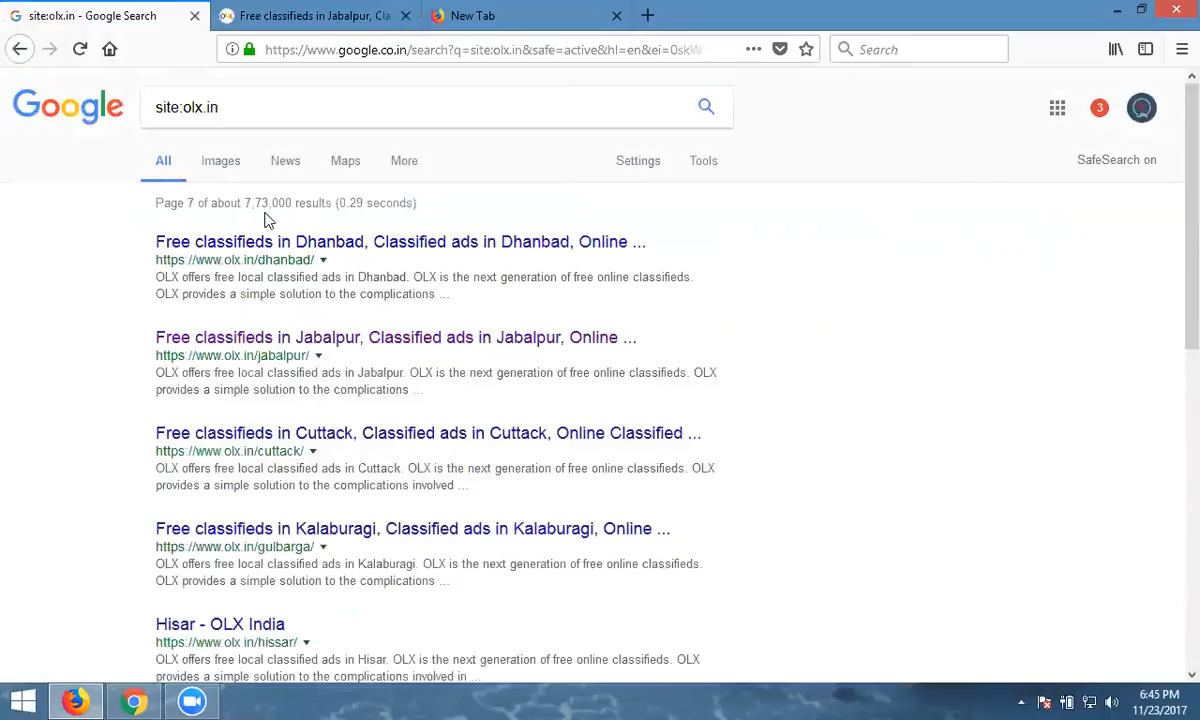 site:olx.in - Google Search
Free classifieds in Jabalpur, Cla
New Tab
https://www.google.co.in/search?q=site:olx.in&safe=active&hl=en&ei=0sk
Search
Google
site:olx.in
3
All
Images
News
Maps
More
Settings
Tools
SafeSearch on
Page 7 of about 7,73,000 results (0.29 seconds)
Free classifieds in Dhanbad, Classified ads in Dhanbad, Online ...
https://www.olx.in/dhanbad/
OLX offers free local classified ads in Dhanbad. OLX is the next generation of free online classifieds.
OLX provides a simple solution to the complications ...
Free classifieds in Jabalpur, Classified ads in Jabalpur, Online ...
https://www.olx.in/jabalpur/
OLX offers free local classified ads in Jabalpur. OLX is the next generation of free online classifieds. OLX
provides a simple solution to the complications ...
Free classifieds in Cuttack, Classified ads in Cuttack, Online Classified ...
https://www.olx.in/cuttack/
OLX offers free local classified ads in Cuttack. OLX is the next generation of free online classifieds. OLX
provides a simple solution to the complications involved ...
Free classifieds in Kalaburagi, Classified ads in Kalaburagi, Online ...
https://www.olx.in/gulbarga/
OLX offers free local classified ads in Kalaburagi. OLX is the next generation of free online classifieds.
OLX provides a simple solution to the complications ...
Hisar - OLX India
https://www.olx.in/hissar/
OLX offers free local classified ads in Hisar. OLX is the next generation of free online classifieds. OLX
provides a simple solution to the complications involved in ...
6:45 PM
11/23/2017